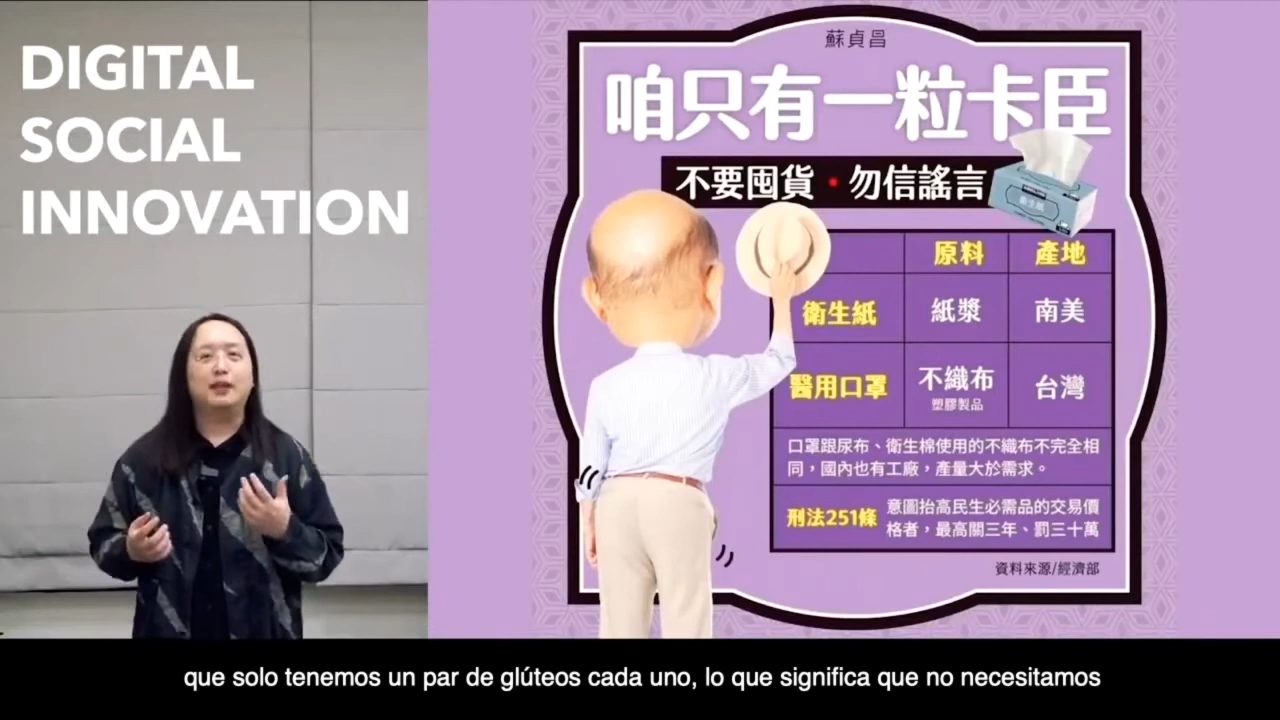 DIGITAL
SOCIAL
INNOVATION
蘇貞昌
咱只有一粒卡臣
不要囤貨・勿信謠言
衛生紙
原料 產地
衛生紙 紙漿 南美
醫用口罩 不織布 台灣
塑膠製品
口罩跟尿布、衛生棉使用的不織布不完全相
同，國內也有工廠，產量大於需求。
刑法251條 意圖抬高民生必需品的交易價
格者，最高關三年、罰三十萬
資料來源/經濟部
que solo tenemos un par de glúteos cada uno, lo que significa que no necesitamos